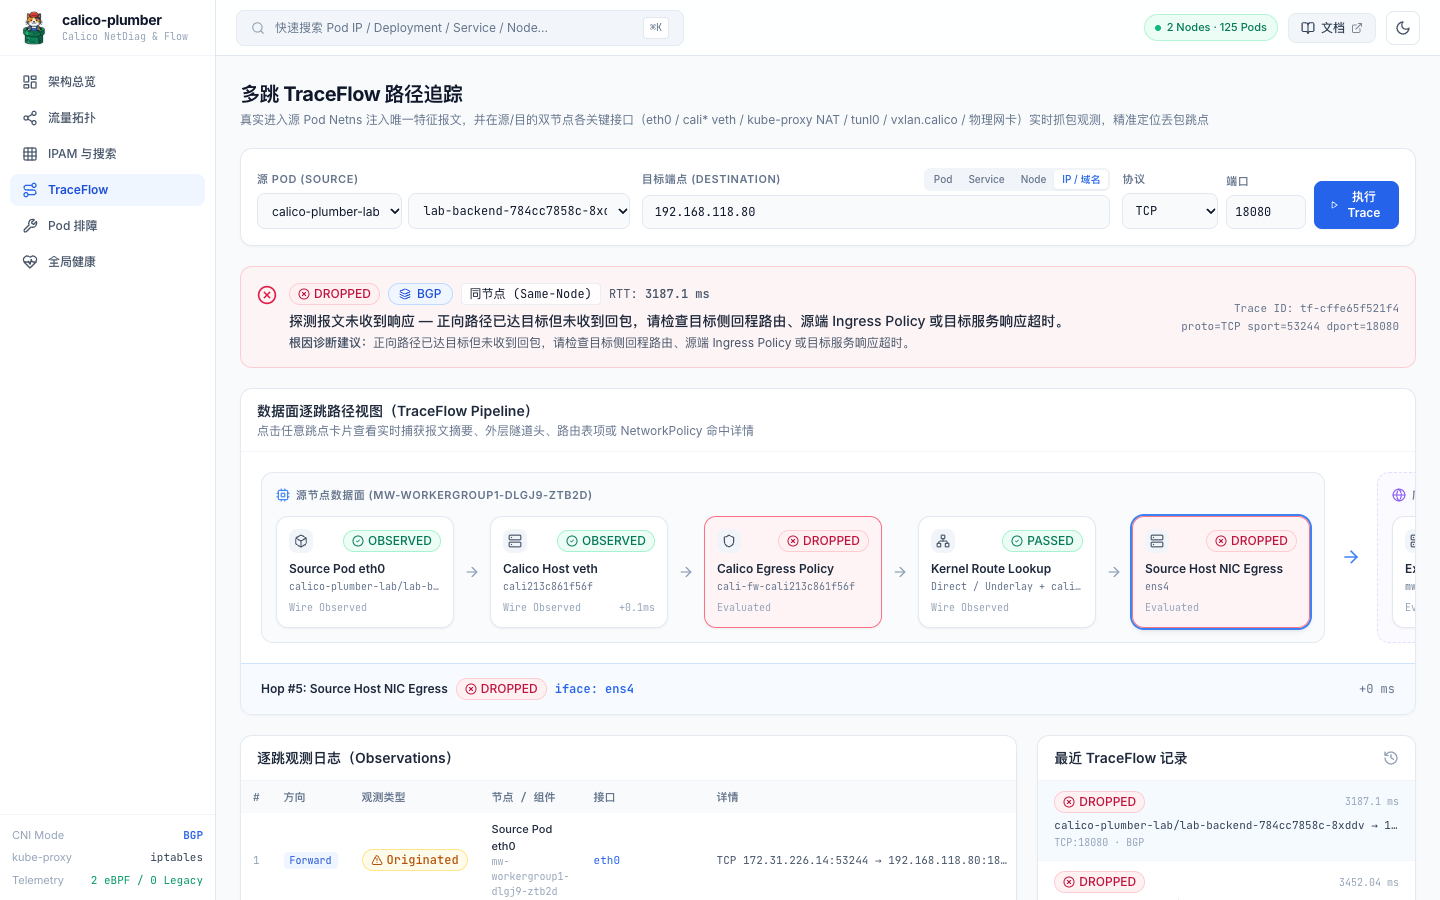 calico-plumber
Calico NetDiag & Flow
快速搜索 Pod IP / Deployment / Service / Node...
⌘K
2 Nodes · 125 Pods
文档
架构总览
流量拓扑
IPAM 与搜索
TraceFlow
Pod 排障
全局健康
CNI Mode BGP
kube-proxy iptables
Telemetry 2 eBPF / 0 Legacy
多跳 TraceFlow 路径追踪
真实进入源 Pod Netns 注入唯一特征报文，并在源/目的双节点各关键接口（eth0 / cali* veth / kube-proxy NAT / tunl0 / vxlan.calico / 物理网卡）实时抓包观测，精准定位丢包跳点
源 POD (SOURCE)
calico-plumber-lab
lab-backend-784cc7858c-8xc
目标端点 (DESTINATION)
Pod Service Node IP / 域名
192.168.118.80
协议
TCP
端口
18080
执行
Trace
DROPPED BGP 同节点 (Same-Node) RTT: 3187.1 ms
探测报文未收到响应 — 正向路径已达目标但未收到回包，请检查目标侧回程路由、源端 Ingress Policy 或目标服务响应超时。
根因诊断建议：正向路径已达目标但未收到回包，请检查目标侧回程路由、源端 Ingress Policy 或目标服务响应超时。
Trace ID: tf-cffe65f521f4
proto=TCP sport=53244 dport=18080
数据面逐跳路径视图（TraceFlow Pipeline）
点击任意跳点卡片查看实时捕获报文摘要、外层隧道头、路由表项或 NetworkPolicy 命中详情
源节点数据面 (MW-WORKERGROUP1-DLGJ9-ZTB2D)
OBSERVED
Source Pod eth0
calico-plumber-lab/lab-b…
Wire Observed
OBSERVED
Calico Host veth
cali213c861f56f
Wire Observed +0.1ms
DROPPED
Calico Egress Policy
cali-fw-cali213c861f56f
Evaluated
PASSED
Kernel Route Lookup
Direct / Underlay + cali…
Wire Observed
DROPPED
Source Host NIC Egress
ens4
Evaluated
Ex
mw
Ev
Hop #5: Source Host NIC Egress DROPPED iface: ens4 +0 ms
逐跳观测日志（Observations）
# 方向 观测类型 节点 / 组件 接口 详情
1 Forward Originated
Source Pod
eth0
mw-
workergroup1-
dlgj9-ztb2d
eth0
TCP 172.31.226.14:53244 → 192.168.118.80:18…
最近 TraceFlow 记录
DROPPED 3187.1 ms
calico-plumber-lab/lab-backend-784cc7858c-8xddv → 1…
TCP:18080 · BGP
DROPPED 3452.04 ms